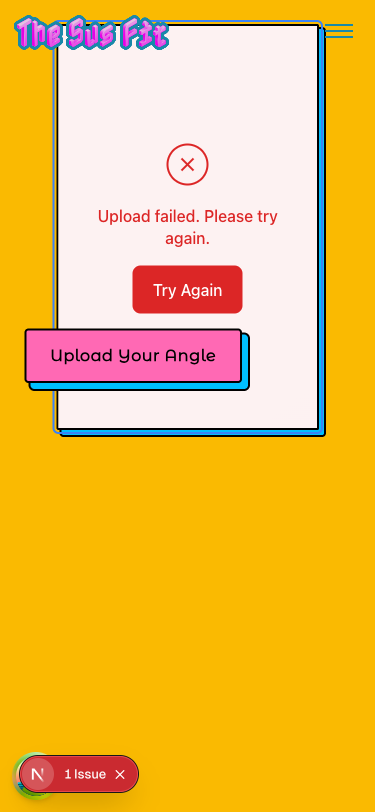 The Sus Fit
Upload failed. Please try
again.
Try Again
Upload Your Angle
N
1 Issue